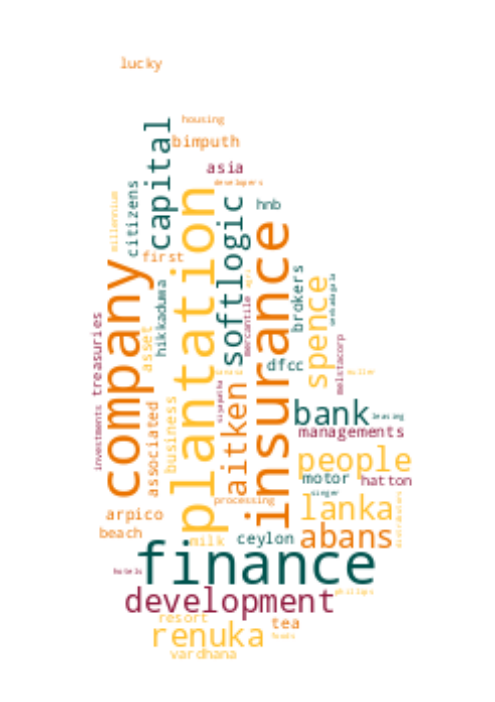 lucky
housing
bimputh
capital
asia
developers
citizens
millennium
plantation
hnb
softlogic
insurance
first
company
hikkaduwa
brokers
spence
asset
mercantile
treasuries
melstacorp
dfcc
aitken
muller
business
associated
bank
leasing
investments
managements
people
motor
hatton
singer
processing
lanka
distributors
arpico
beach
milk
ceylon
abans
finance
hotels
development
phillips
resort
tea
renuka
foods
vardhana